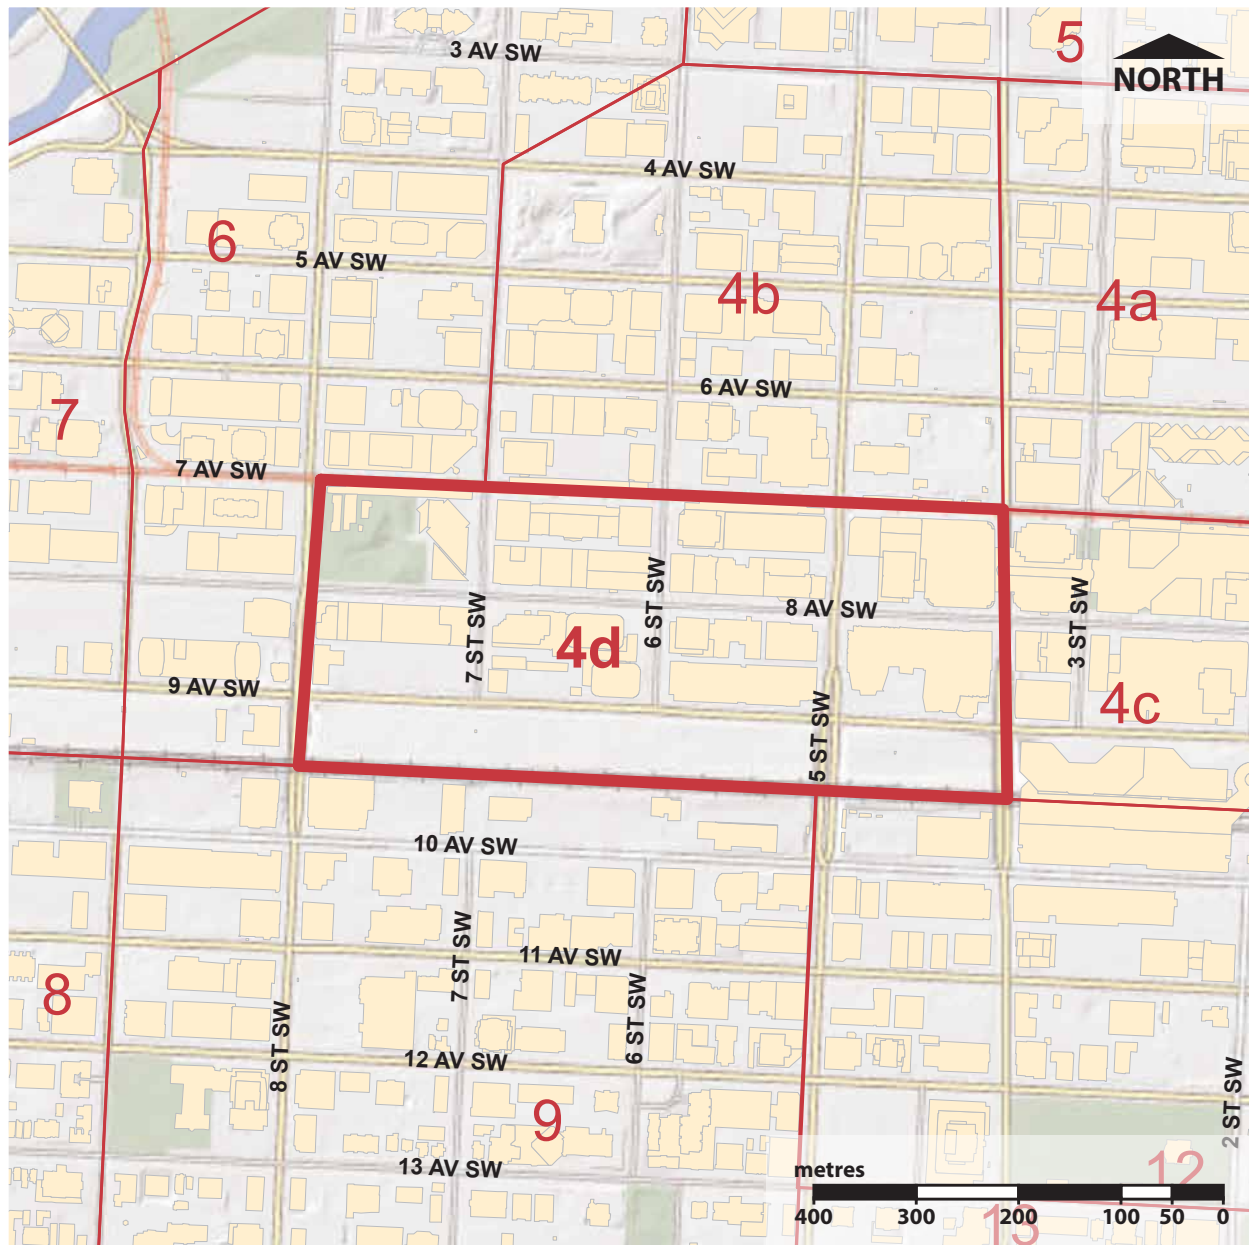 5
3 AV SW
NORTH
4 AV SW
6
5 AV SW
4b
4a
6 AV SW
7
7 AV SW
8 AV SW
6 ST SW
7 ST SW
3 ST SW
4d
9 AV SW
4c
5 ST SW
10 AV SW
7 ST SW
11 AV SW
8
6 ST SW
8 ST SW
12 AV SW
2 ST SW
9
13 AV SW
metres
12
400 300 200 100 50 0
13